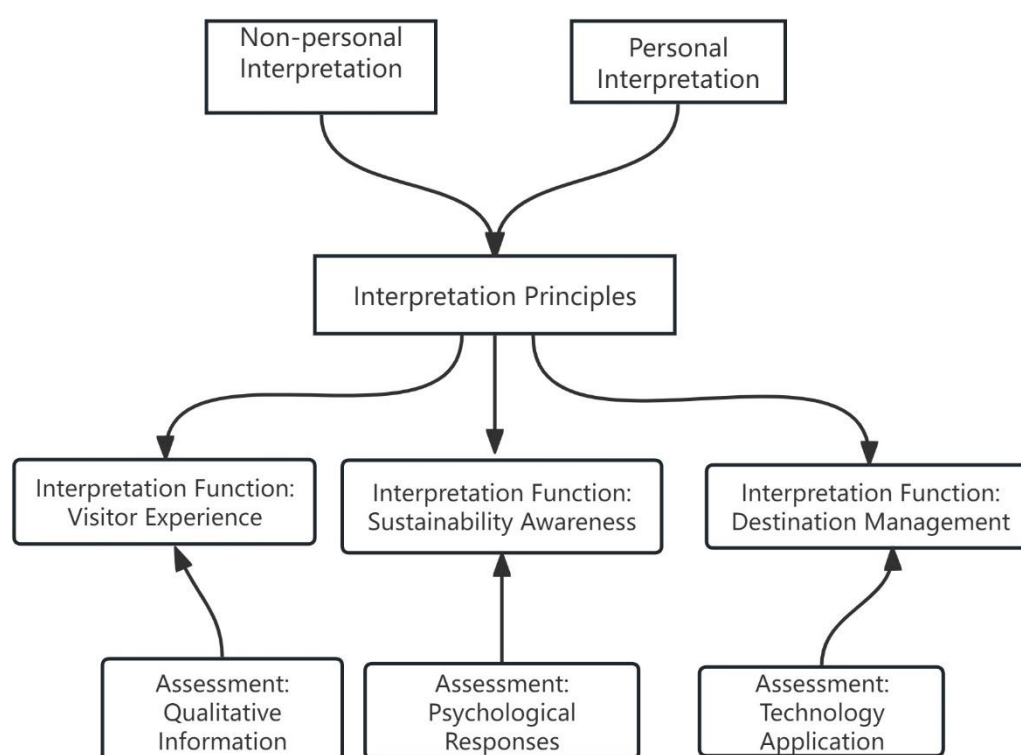 Non-personal
Interpretation
Personal
Interpretation
Interpretation Principles
Interpretation Function:
Visitor Experience
Interpretation Function:
Sustainability Awareness
Interpretation Function:
Destination Management
Assessment:
Qualitative
Information
Assessment:
Psychological
Responses
Assessment:
Technology
Application